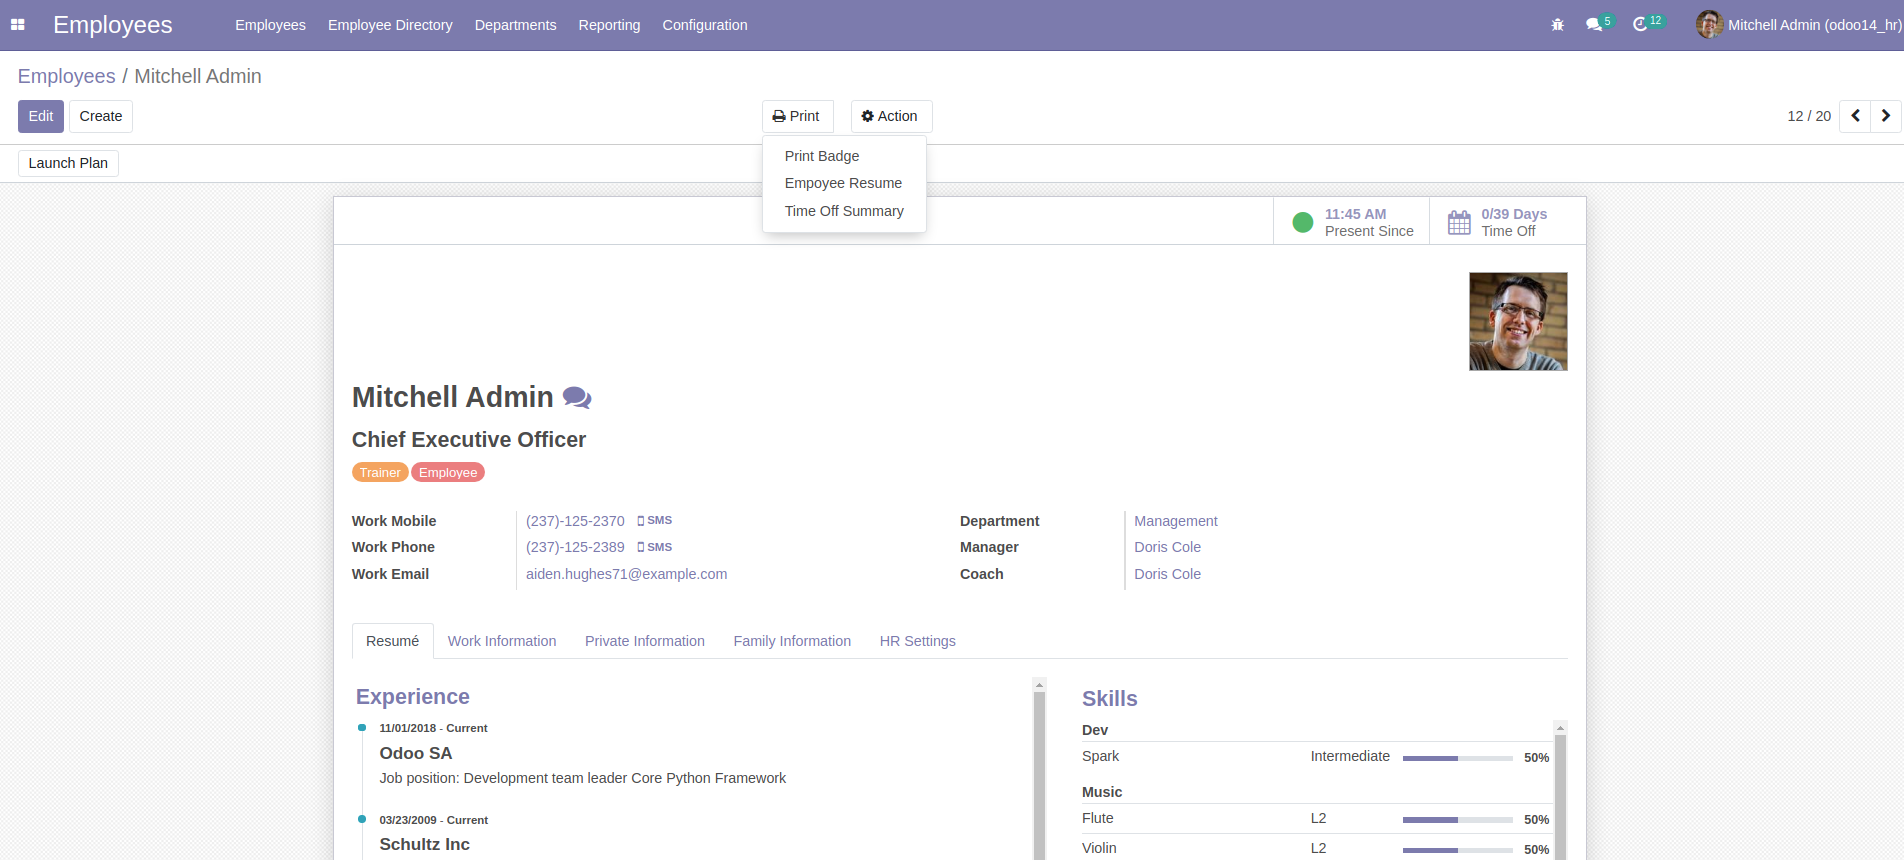 Employees Employees Employee Directory Departments Reporting Configuration 5 12 Mitchell Admin (odoo14_hr)
Employees / Mitchell Admin
Edit Create Print Action 12 / 20
Print Badge
Empoyee Resume
Time Off Summary
Launch Plan
11:45 AM
Present Since
0/39 Days
Time Off
Mitchell Admin
Chief Executive Officer
Trainer Employee
Work Mobile (237)-125-2370 SMS
Work Phone (237)-125-2389 SMS
Work Email aiden.hughes71@example.com
Department Management
Manager Doris Cole
Coach Doris Cole
Resumé Work Information Private Information Family Information HR Settings
Experience
11/01/2018 - Current
Odoo SA
Job position: Development team leader Core Python Framework
03/23/2009 - Current
Schultz Inc
Skills
Dev
Spark Intermediate 50%
Music
Flute L2 50%
Violin L2 50%